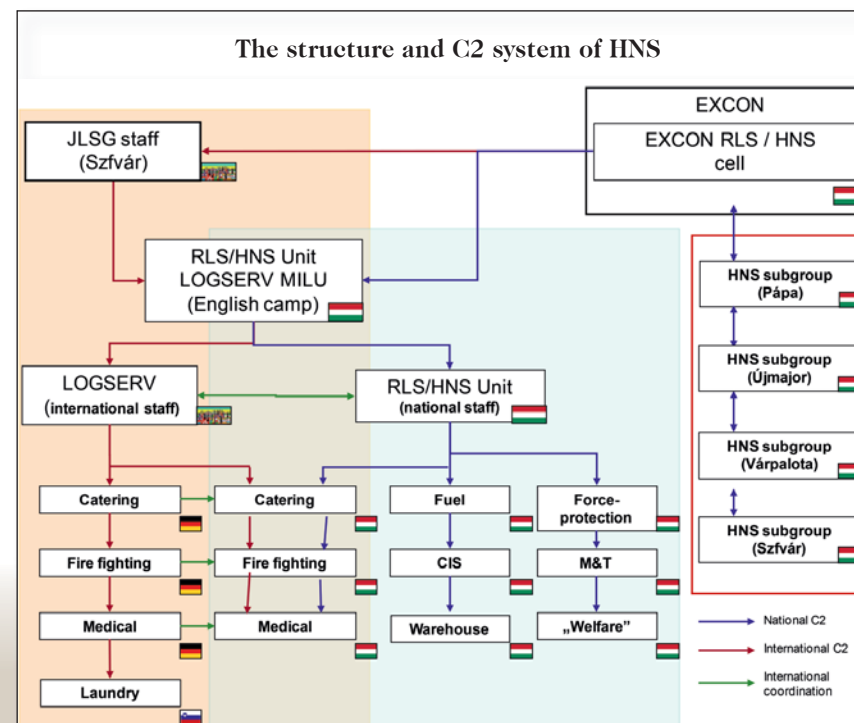 The structure and C2 system of HNS
EXCON
EXCON RLS / HNS
cell
JLSG staff
(Szfvár)
RLS/HNS Unit
LOGSERV MILU
(English camp)
HNS subgroup
(Pápa)
HNS subgroup
(Újmajor)
HNS subgroup
(Várpalota)
HNS subgroup
(Szfvár)
LOGSERV
(international staff)
RLS/HNS Unit
(national staff)
Catering
Catering
Fuel
Force-
protection
Fire fighting
Fire fighting
CIS
M&T
Medical
Medical
Warehouse
„Welfare”
Laundry
National C2
International C2
International
coordination